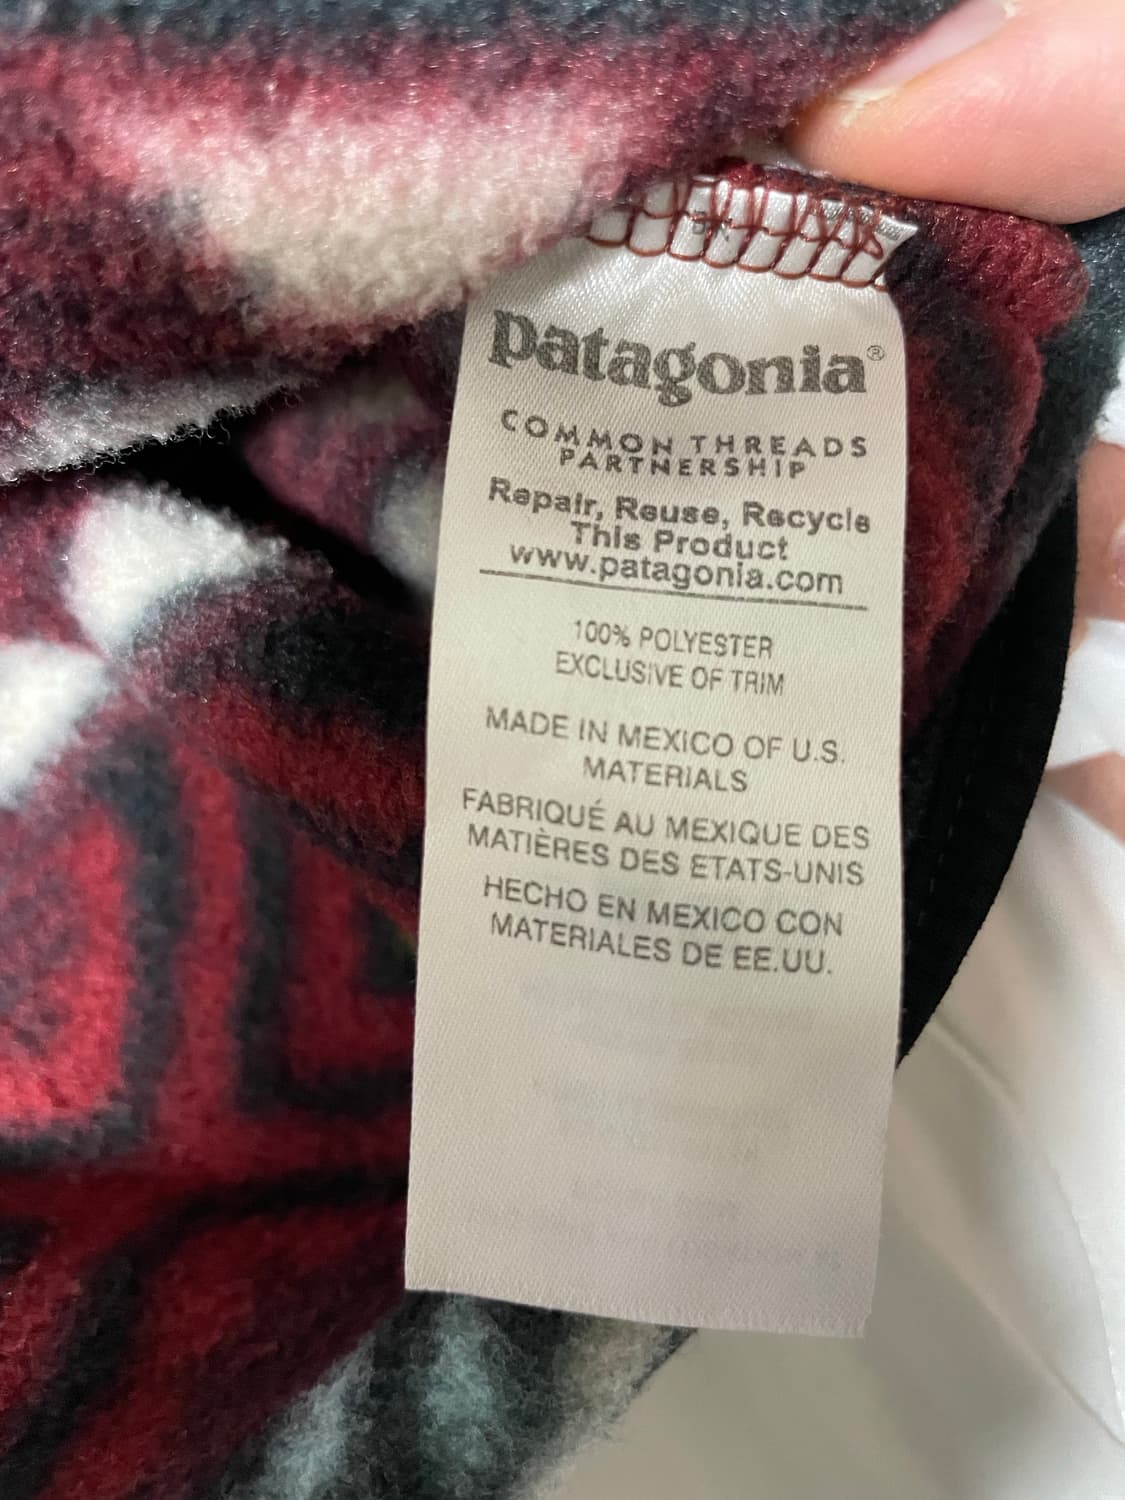 patagonia®
COMMON THREADS
PARTNERSHIP
Repair, Reuse, Recycle
This Product
www.patagonia.com
100% POLYESTER
EXCLUSIVE OF TRIM
MADE IN MEXICO OF U.S.
MATERIALS
FABRIQUÉ AU MEXIQUE DES
MATIÈRES DES ETATS-UNIS
HECHO EN MEXICO CON
MATERIALES DE EE.UU.